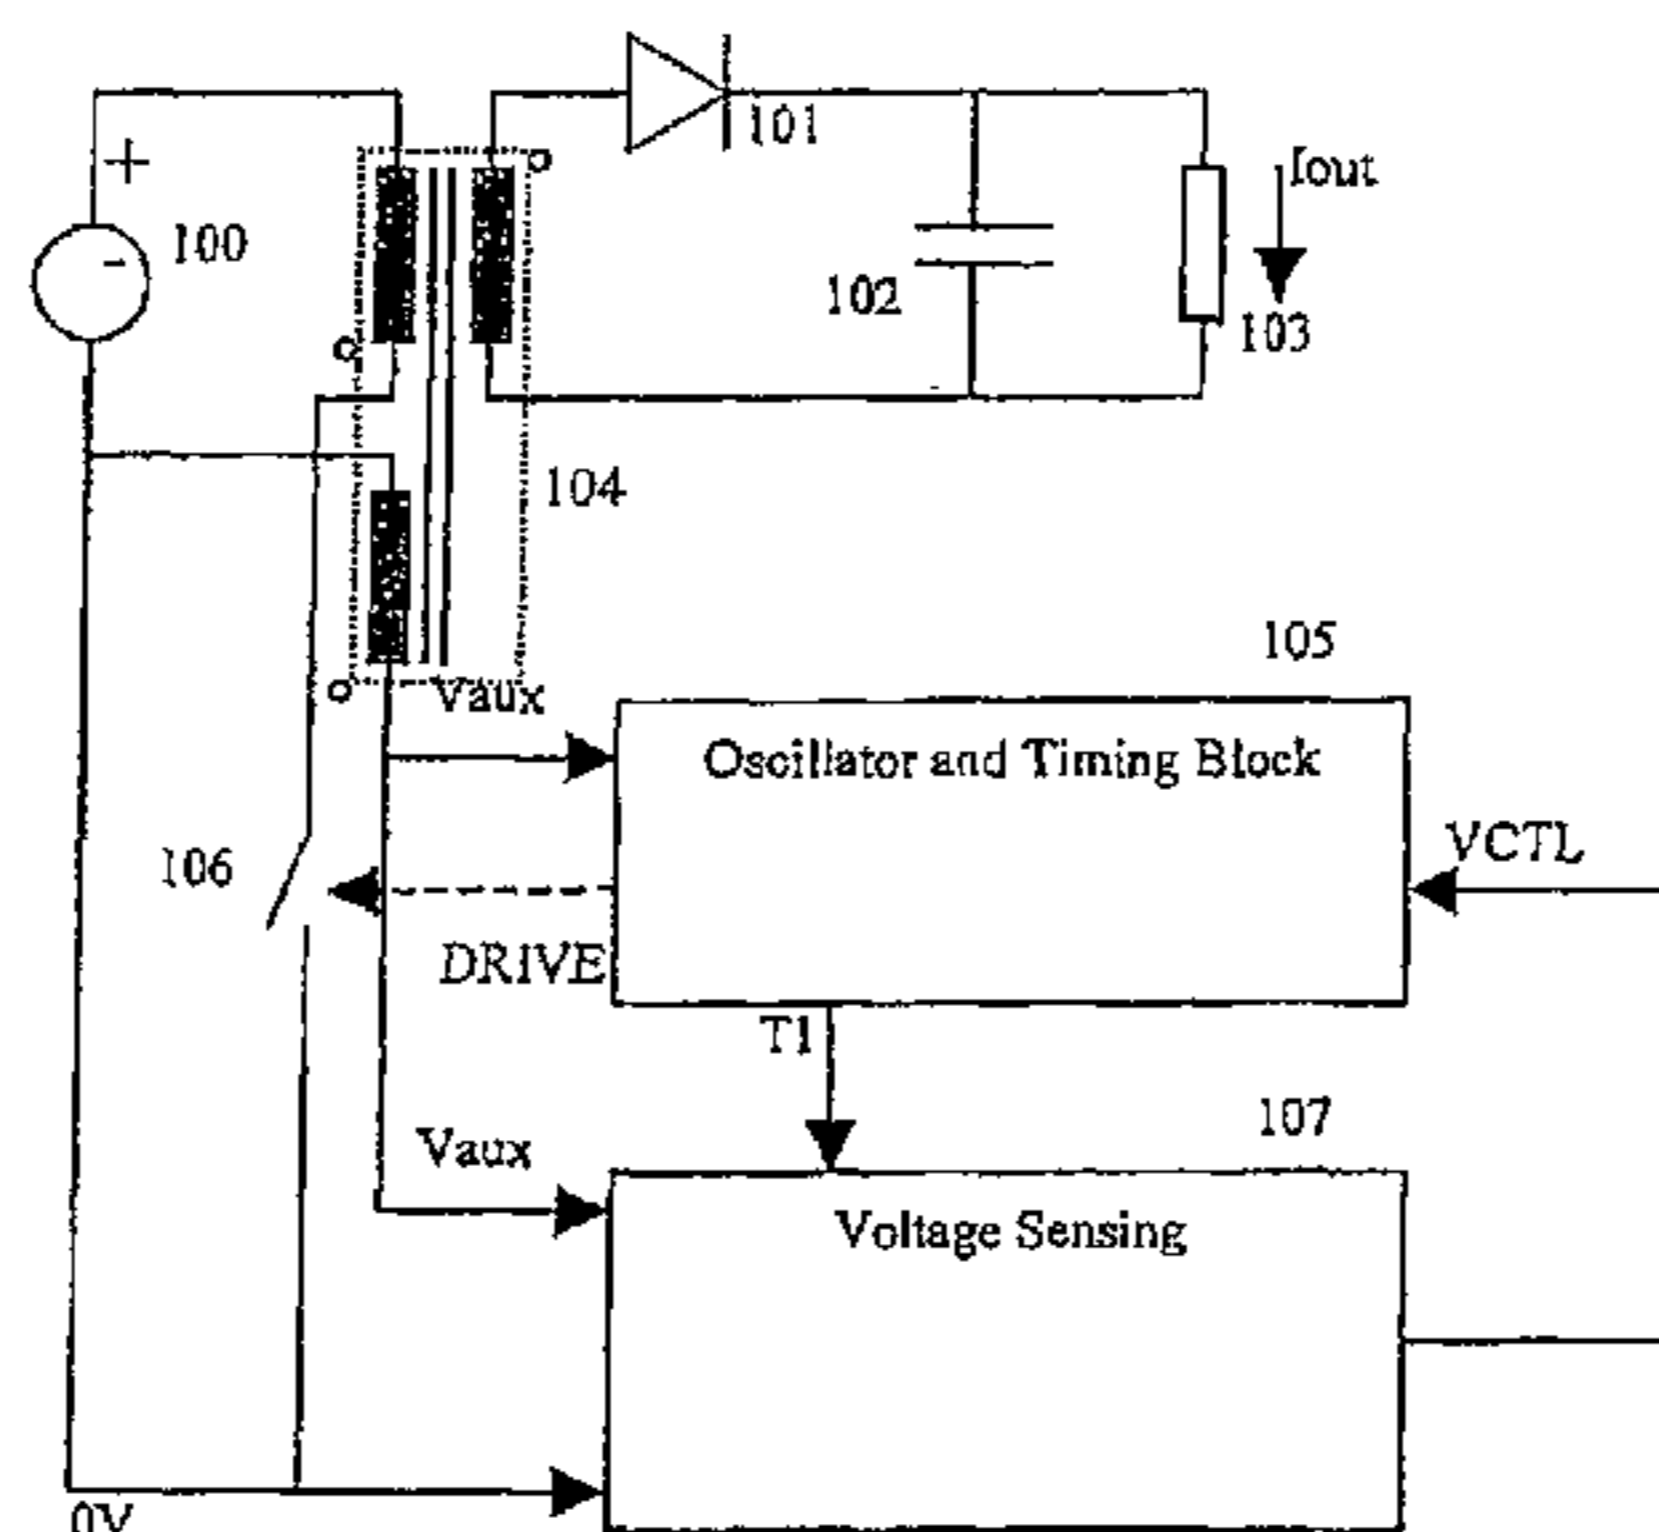 101
+
Iout
-
100
102
103
104
105
Vaux
Oscillator and Timing Block
VCTL
106
DRIVE
T1
107
Vaux
Voltage Sensing
0V